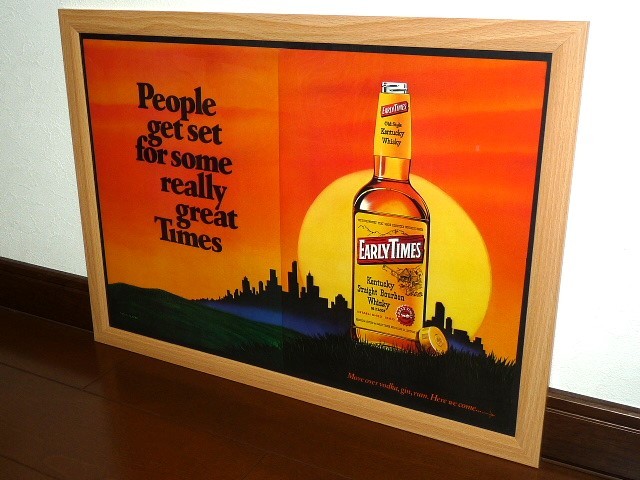 People
get set
for some
really
great
Times
EARLY TIMES
Old Style
Kentucky
Whisky
EARLY TIMES
Kentucky
Straight Bourbon
Whisky
Move over vodka, gin, rum. Here we come....